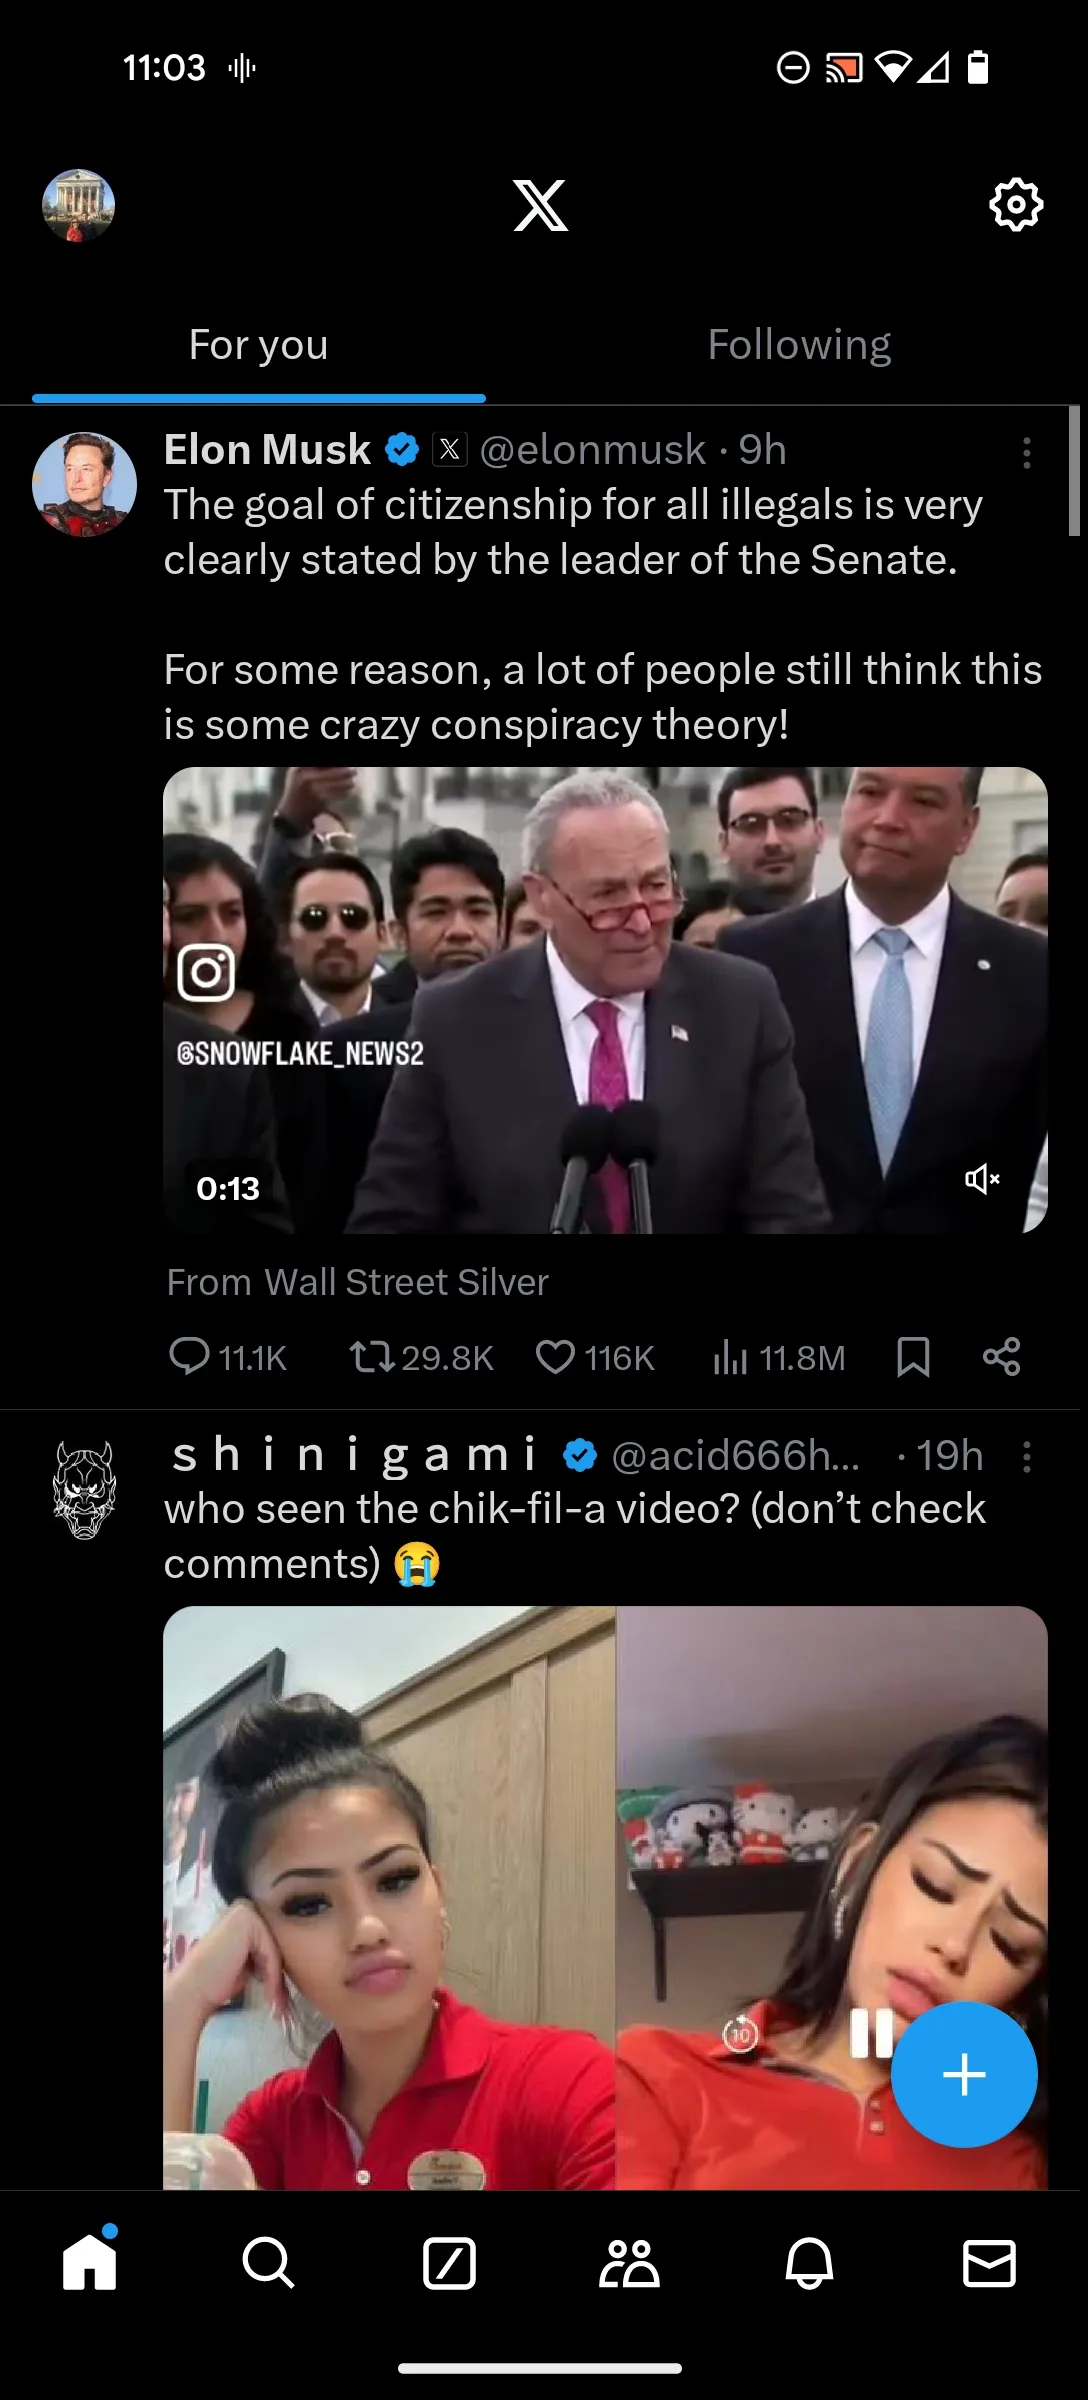 11:03
For you
Following
Elon Musk @elonmusk · 9h
The goal of citizenship for all illegals is very
clearly stated by the leader of the Senate.
For some reason, a lot of people still think this
is some crazy conspiracy theory!
@SNOWFLAKE_NEWS2
0:13
From Wall Street Silver
11.1K 29.8K 116K 11.8M
s h i n i g a m i @acid666h... · 19h
who seen the chik-fil-a video? (don’t check
comments) 😭
10